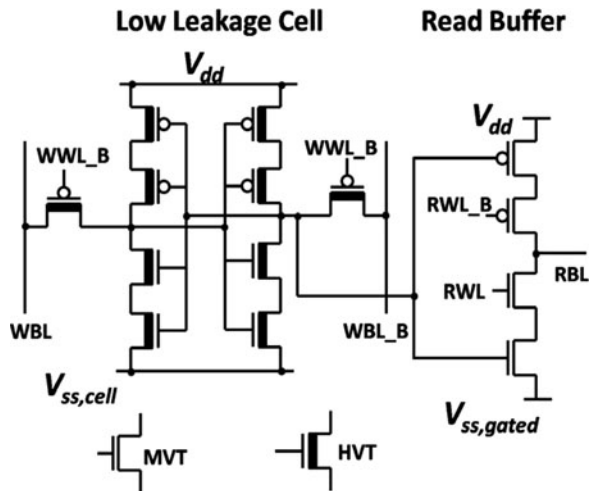 Low Leakage Cell Read Buffer
Vdd
Vdd
WWL_B
WWL_B
RWL_B
RWL
RBL
WBL
WBL_B
Vss,cell
Vss,gated
MVT
HVT